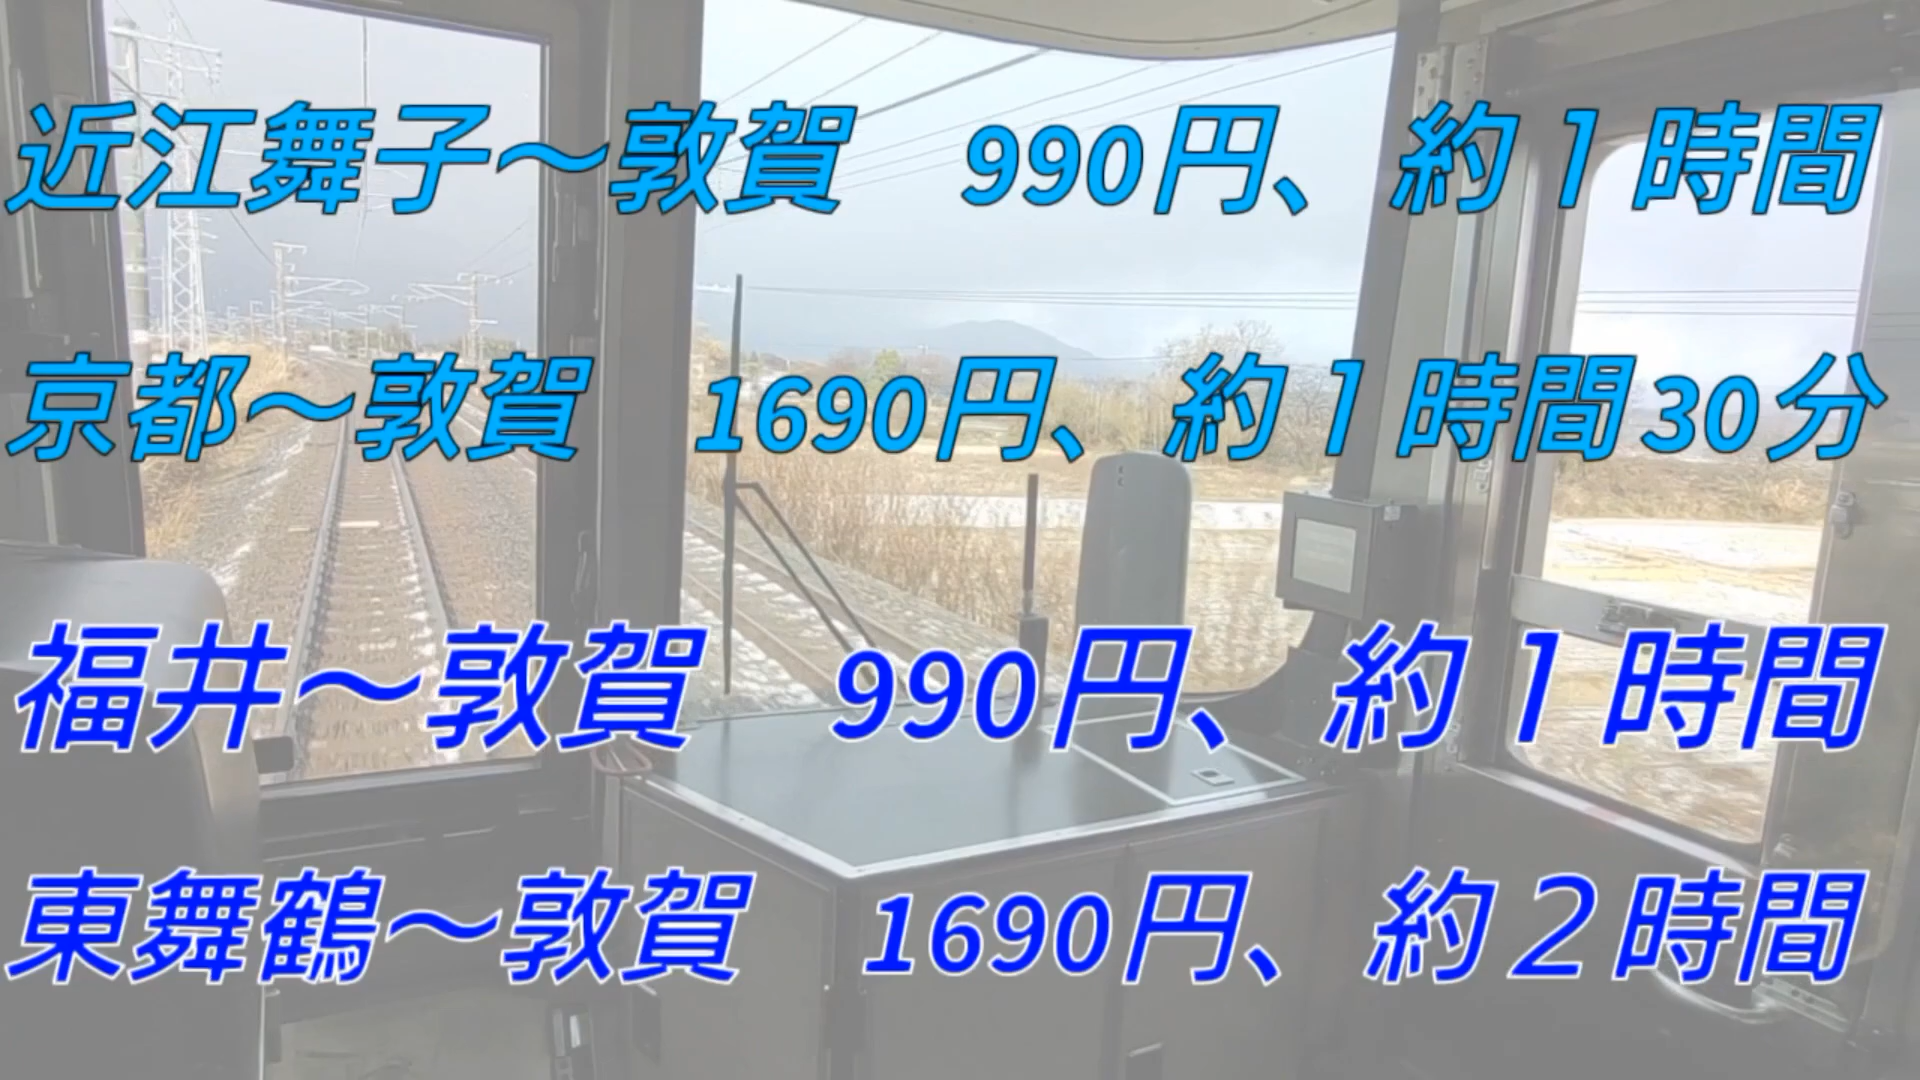 近江舞子～敦賀　990円、約１時間
京都～敦賀　1690円、約１時間30分
福井～敦賀　990円、約１時間
東舞鶴～敦賀　1690円、約２時間